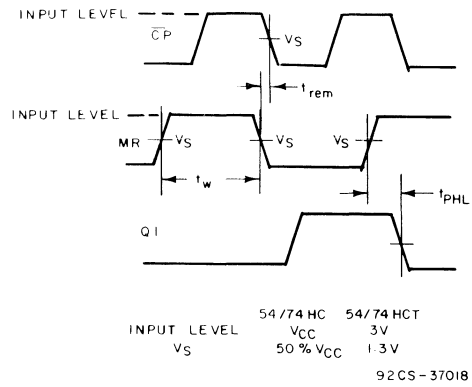 INPUT LEVEL
CP
VS
trem
INPUT LEVEL
MR
VS
VS
VS
tw
tPHL
Q1
54/74 HC 54/74 HCT
INPUT LEVEL VCC 3V
VS 50 % VCC 1.3V
92CS-37018